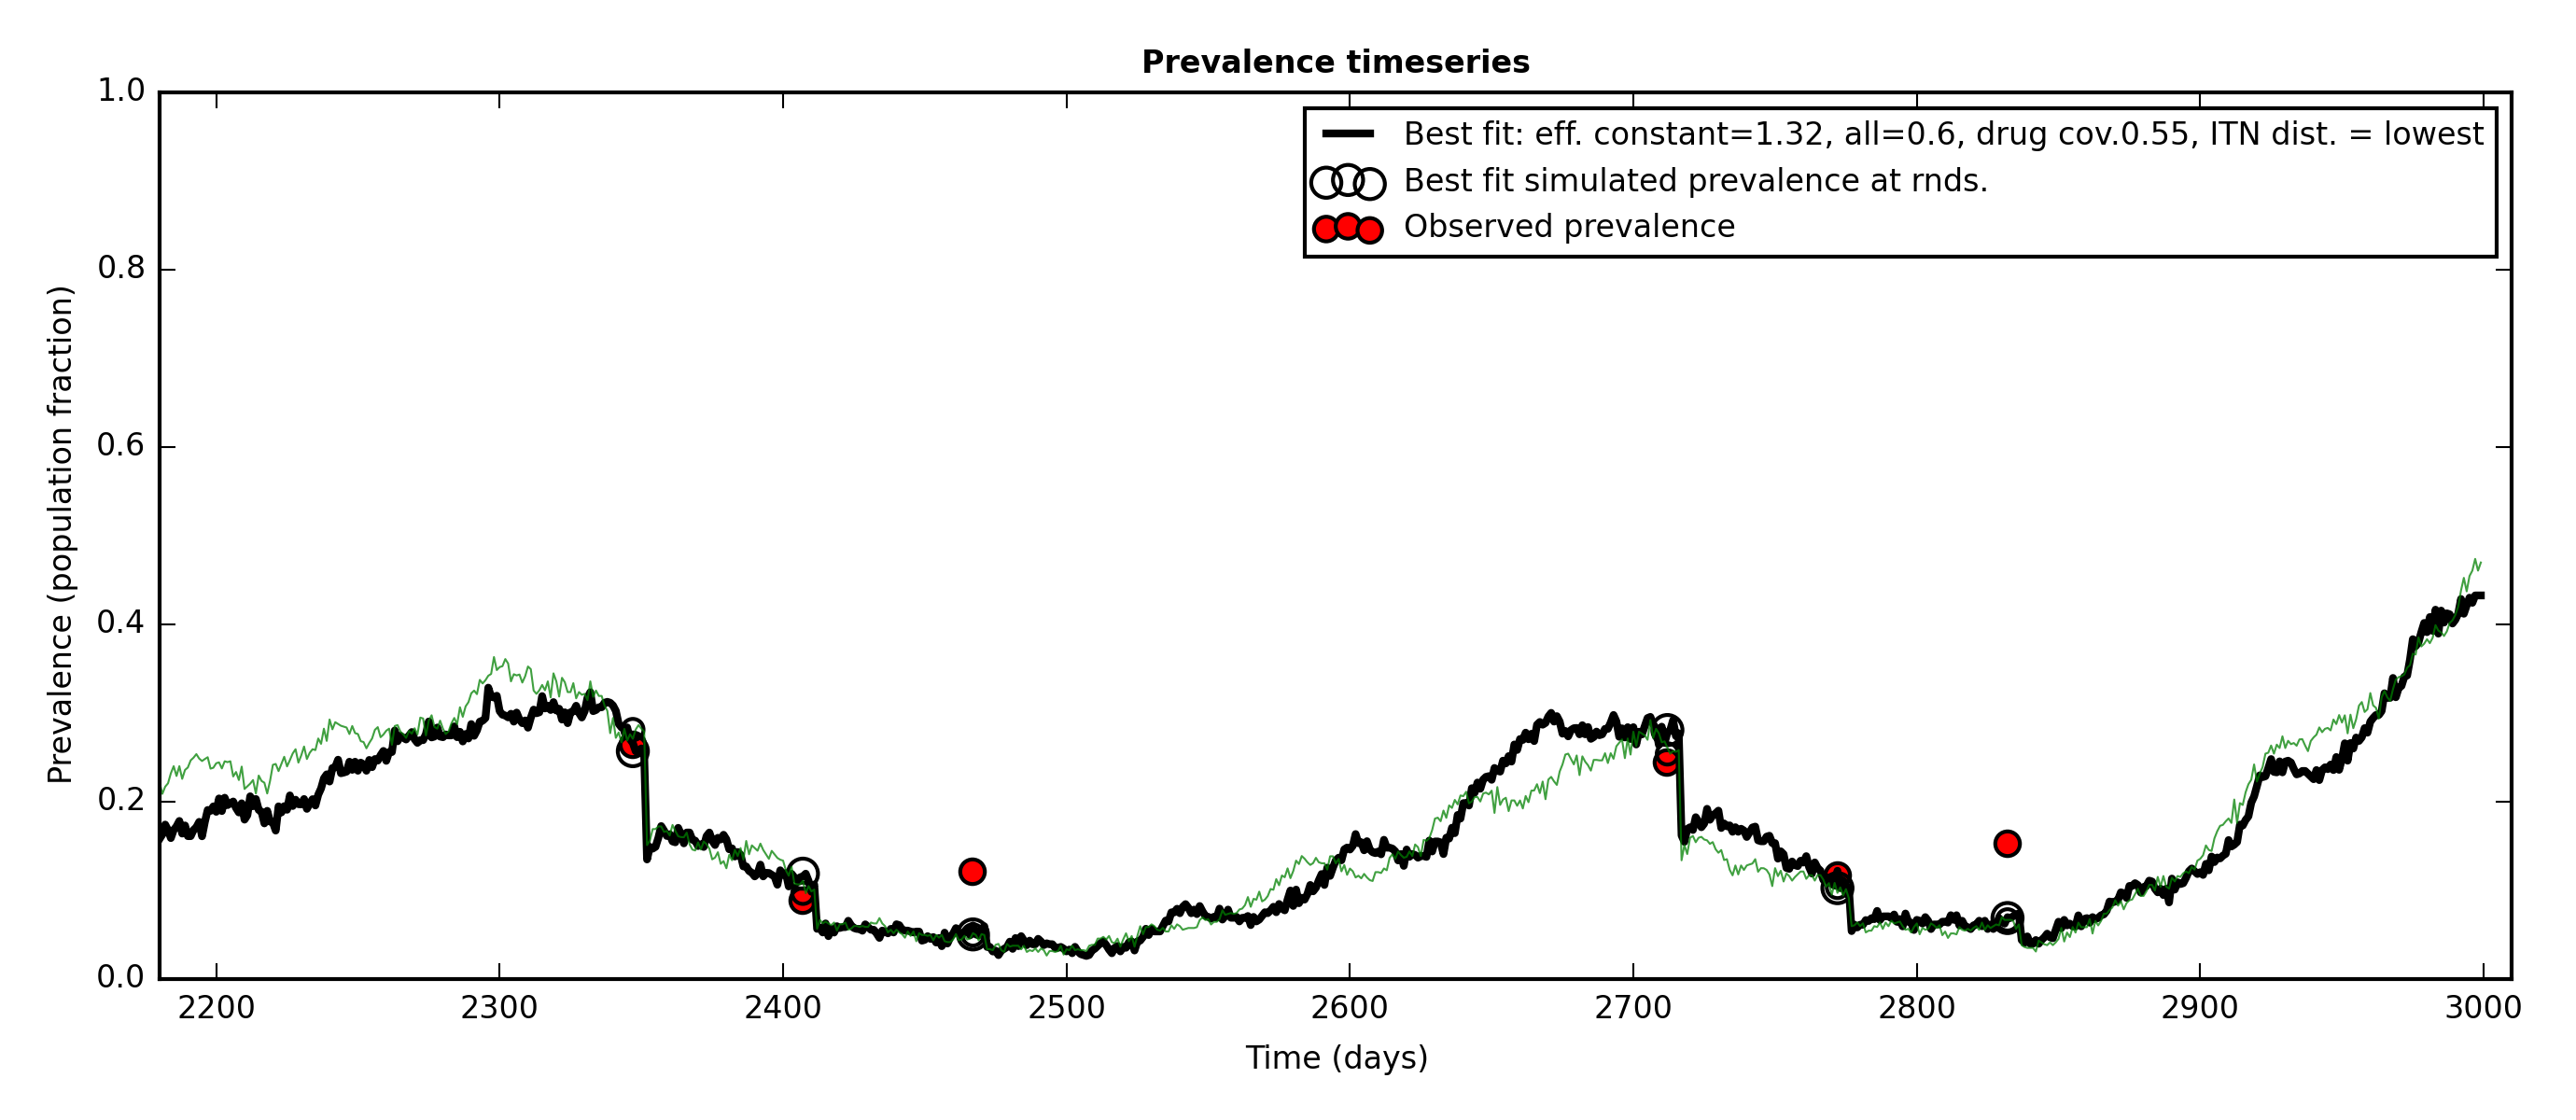 Prevalence timeseries
1.0
0.8
0.6
0.4
0.2
0.0
Prevalence (population fraction)
Best fit: eff. constant=1.32, all=0.6, drug cov.0.55, ITN dist. = lowest
Best fit simulated prevalence at rnds.
Observed prevalence
2200 2300 2400 2500 2600 2700 2800 2900 3000
Time (days)